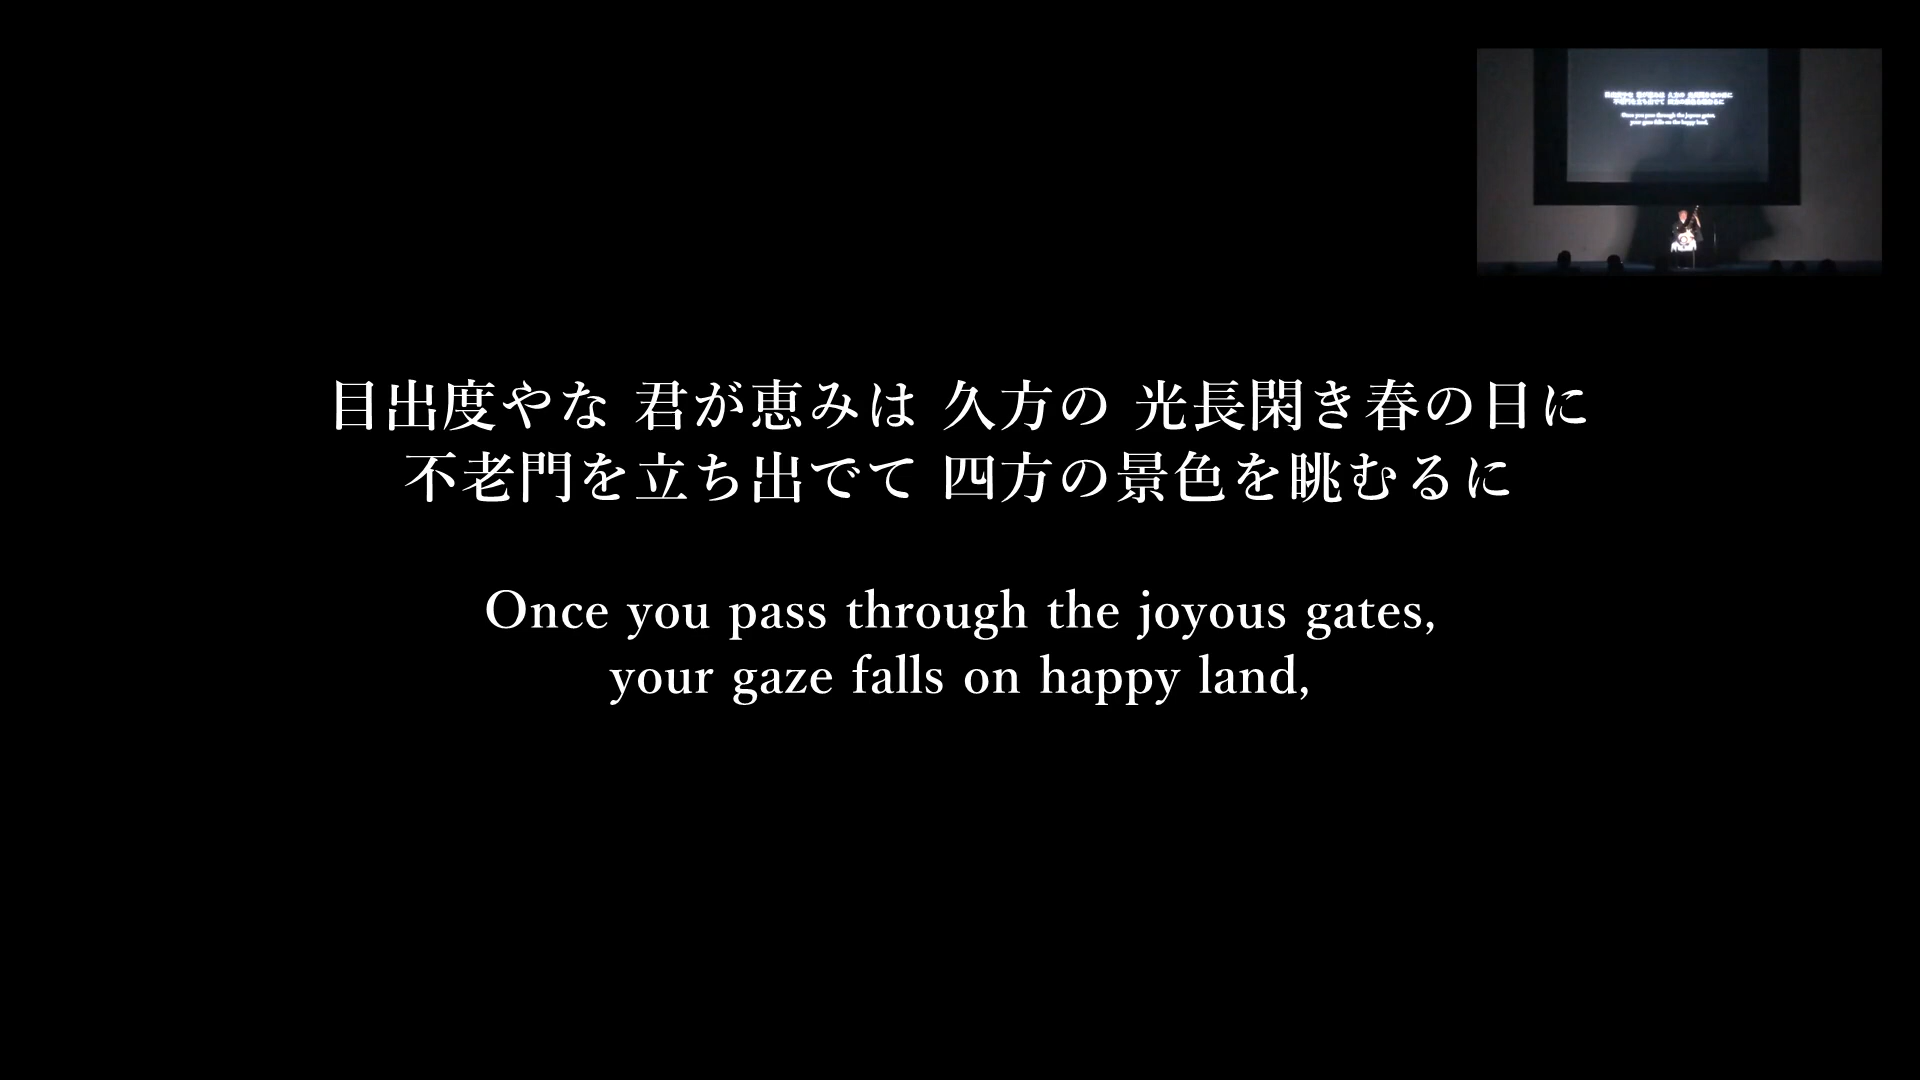 目出度やな 君が恵みは 久方の 光長閑き春の日に
不老門を立ち出でて 四方の景色を眺むるに
Once you pass through the joyous gates,
your gaze falls on happy land,